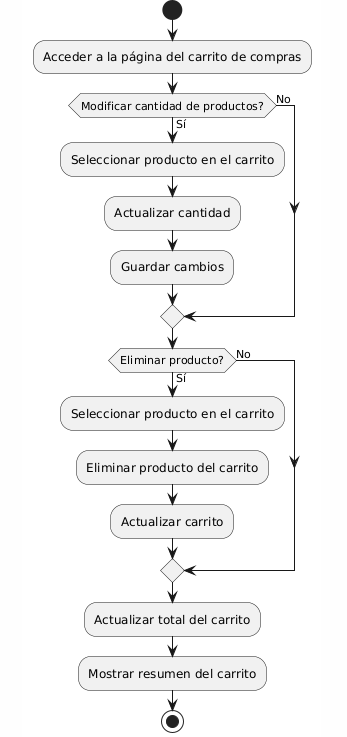 Acceder a la página del carrito de compras
Modificar cantidad de productos?
No
Sí
Seleccionar producto en el carrito
Actualizar cantidad
Guardar cambios
Eliminar producto?
No
Sí
Seleccionar producto en el carrito
Eliminar producto del carrito
Actualizar carrito
Actualizar total del carrito
Mostrar resumen del carrito